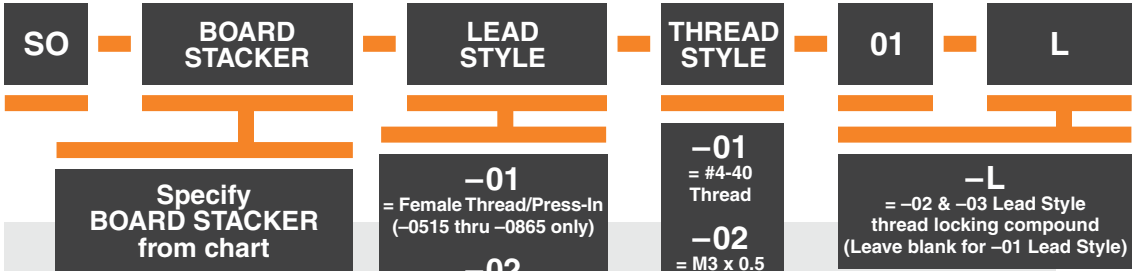 SO
BOARD
STACKER
LEAD
STYLE
THREAD
STYLE
01
L
Specify
BOARD STACKER
from chart
–01
= Female Thread/Press-In
(–0515 thru –0865 only)
–02
–01
= #4-40
Thread
–02
= M3 x 0.5
–L
= –02 & –03 Lead Style
thread locking compound
(Leave blank for –01 Lead Style)